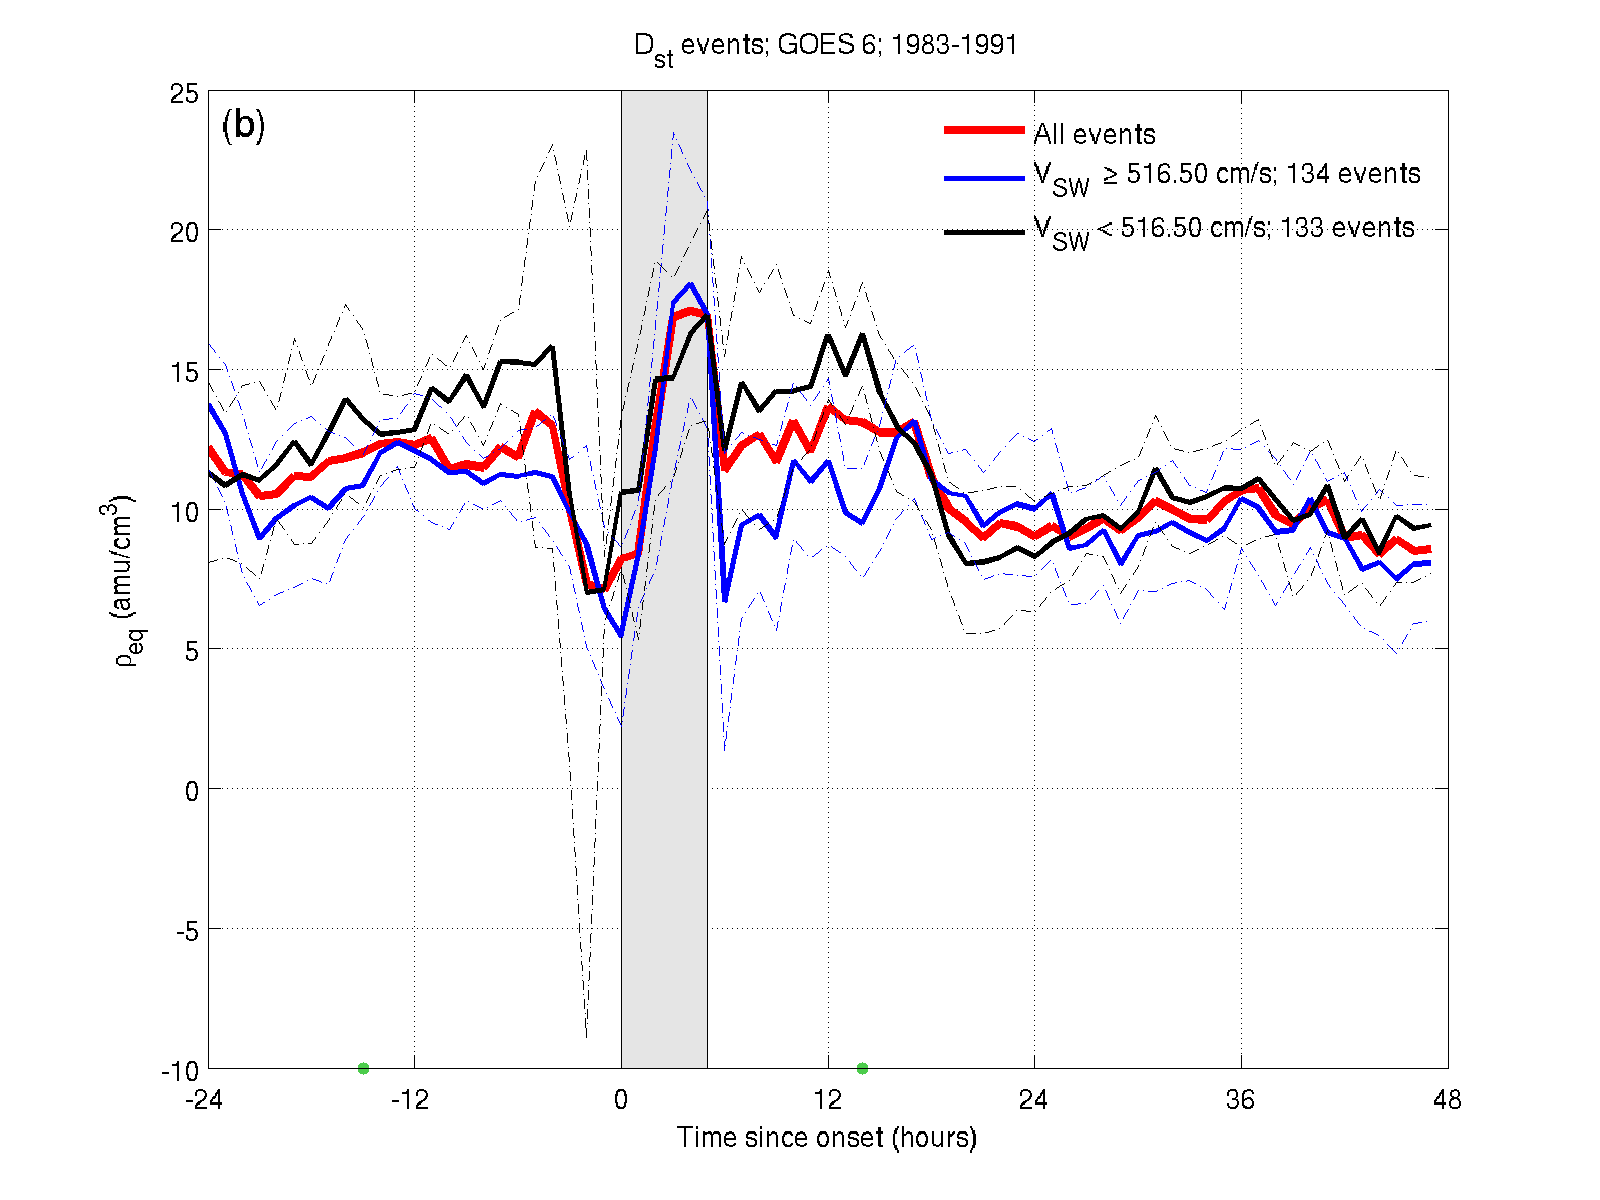 D_st events; GOES 6; 1983-1991
(b)
All events
V_SW ≥ 516.50 cm/s; 134 events
V_SW < 516.50 cm/s; 133 events
25
20
15
10
5
0
-5
-10
ρ_eq (amu/cm^3)
-24 -12 0 12 24 36 48
Time since onset (hours)